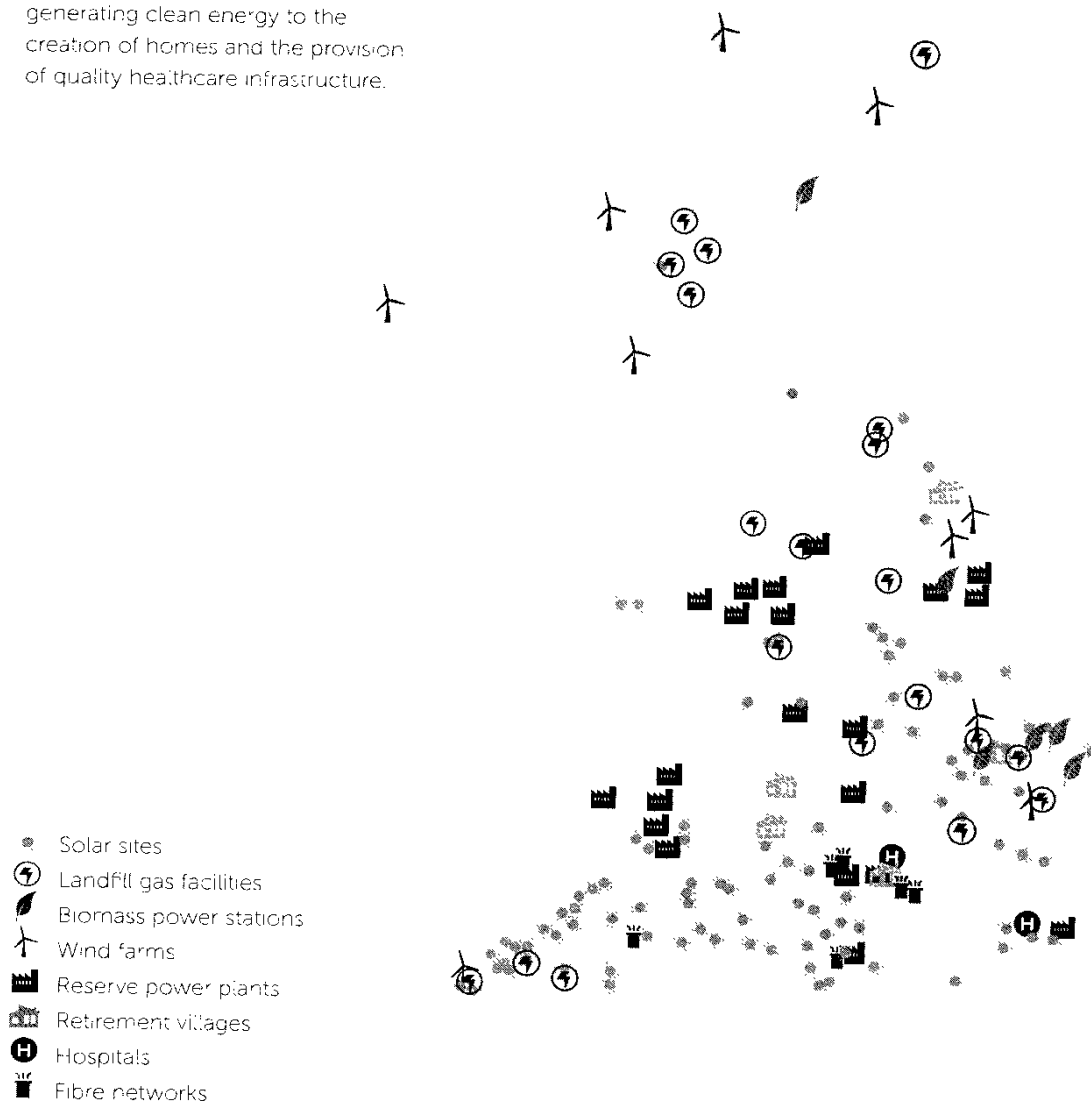 generating clean energy to the
creation of homes and the provision
of quality healthcare infrastructure.
Solar sites
Landfill gas facilities
Biomass power stations
Wind farms
Reserve power plants
Retirement villages
H Hospitals
Fibre networks
H
H